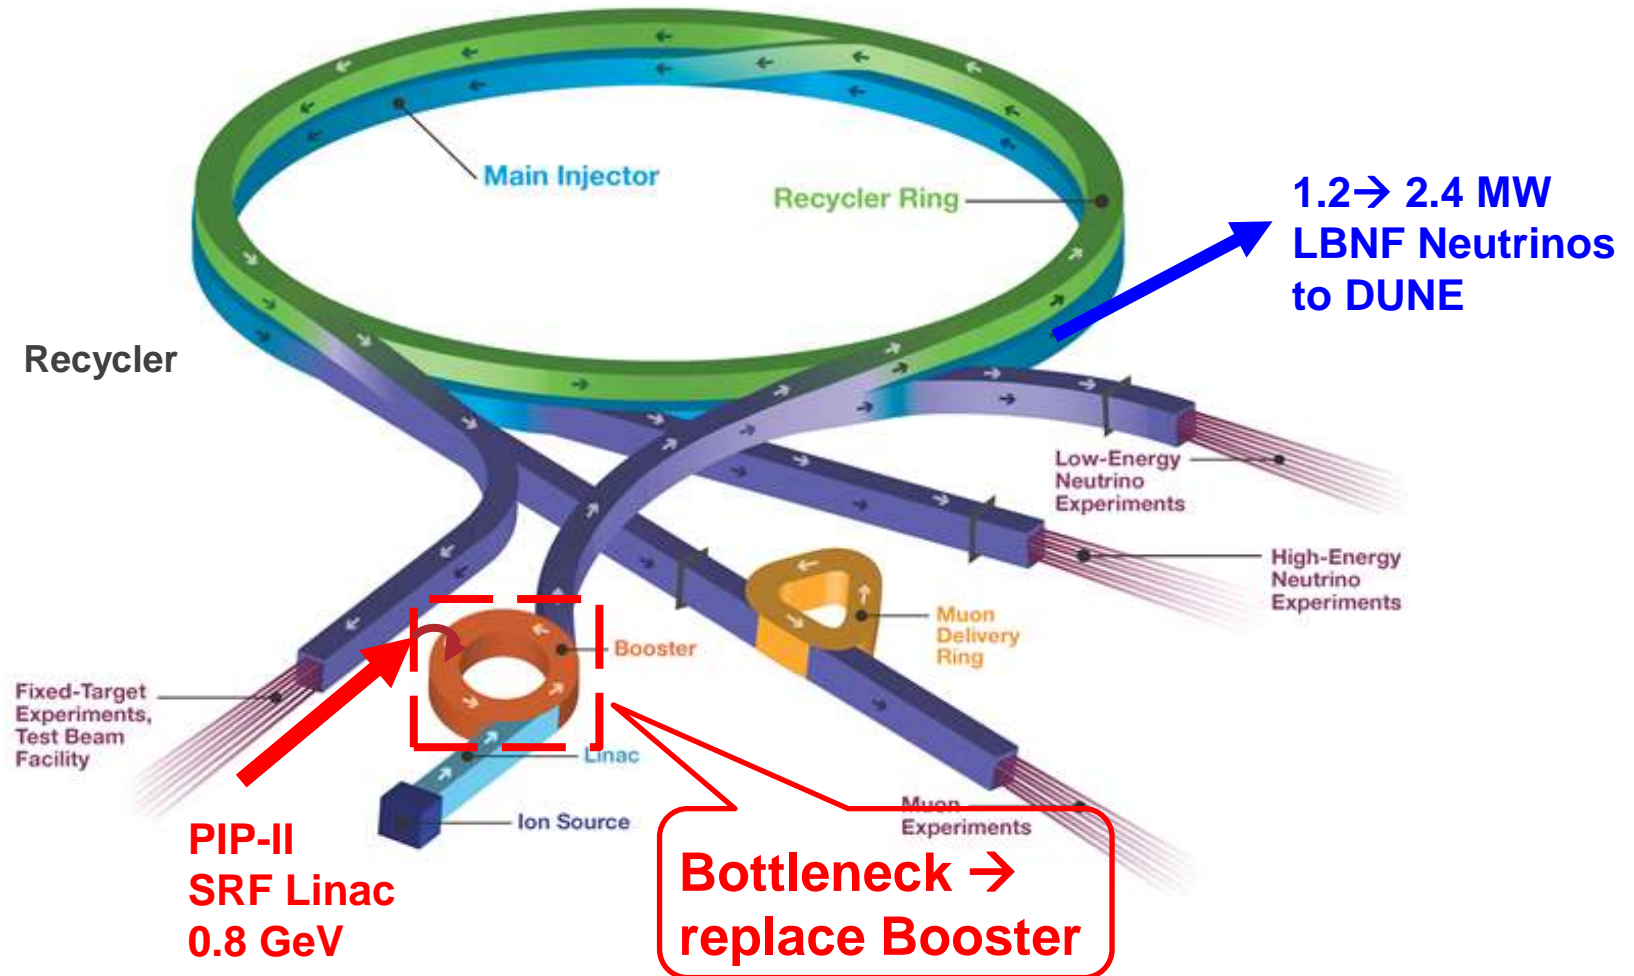 Main Injector
Recycler Ring
1.2→ 2.4 MW
LBNF Neutrinos
to DUNE
Recycler
Low-Energy
Neutrino
Experiments
High-Energy
Neutrino
Experiments
Muon
Delivery
Ring
Booster
Fixed-Target
Experiments,
Test Beam
Facility
Linac
Ion Source
Muon
Experiments
PIP-II
SRF Linac
0.8 GeV
Bottleneck →
replace Booster